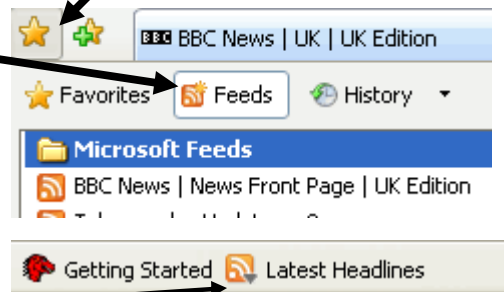 BBC BBC News | UK | UK Edition
Favorites Feeds History
Microsoft Feeds
BBC News | News Front Page | UK Edition
Getting Started Latest Headlines